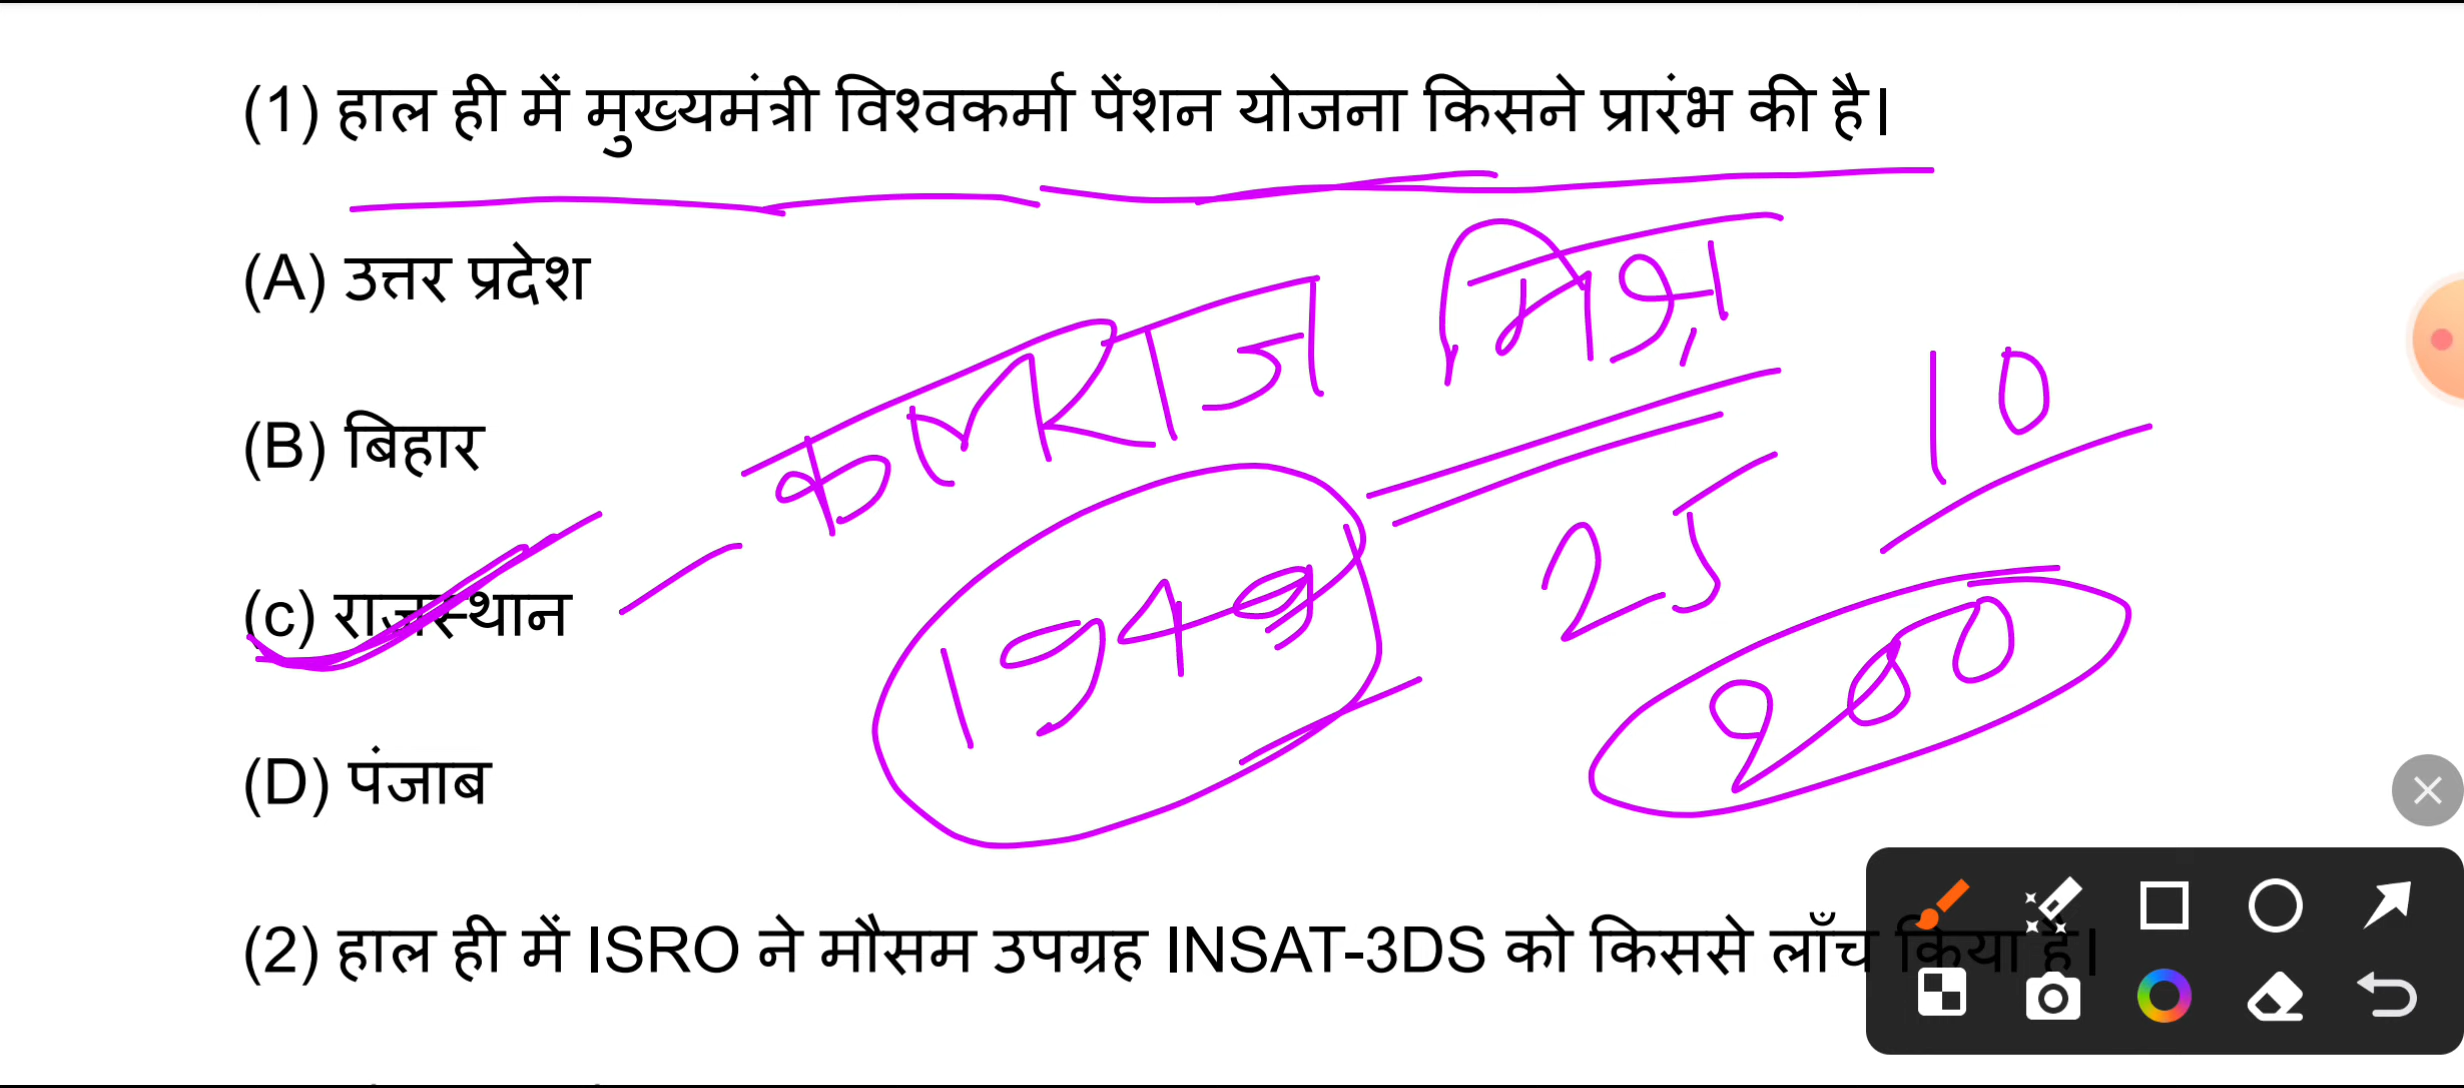 (1) हाल ही में मुख्यमंत्री विश्वकर्मा पेंशन योजना किसने प्रारंभ की है।
(A) उत्तर प्रदेश
मिश्रा
कलराज
10
(B) बिहार
25
(c) राजस्थान
1949
200
(D) पंजाब
(2) हाल ही में ISRO ने मौसम उपग्रह INSAT-3DS को किससे लॉंच किया है।